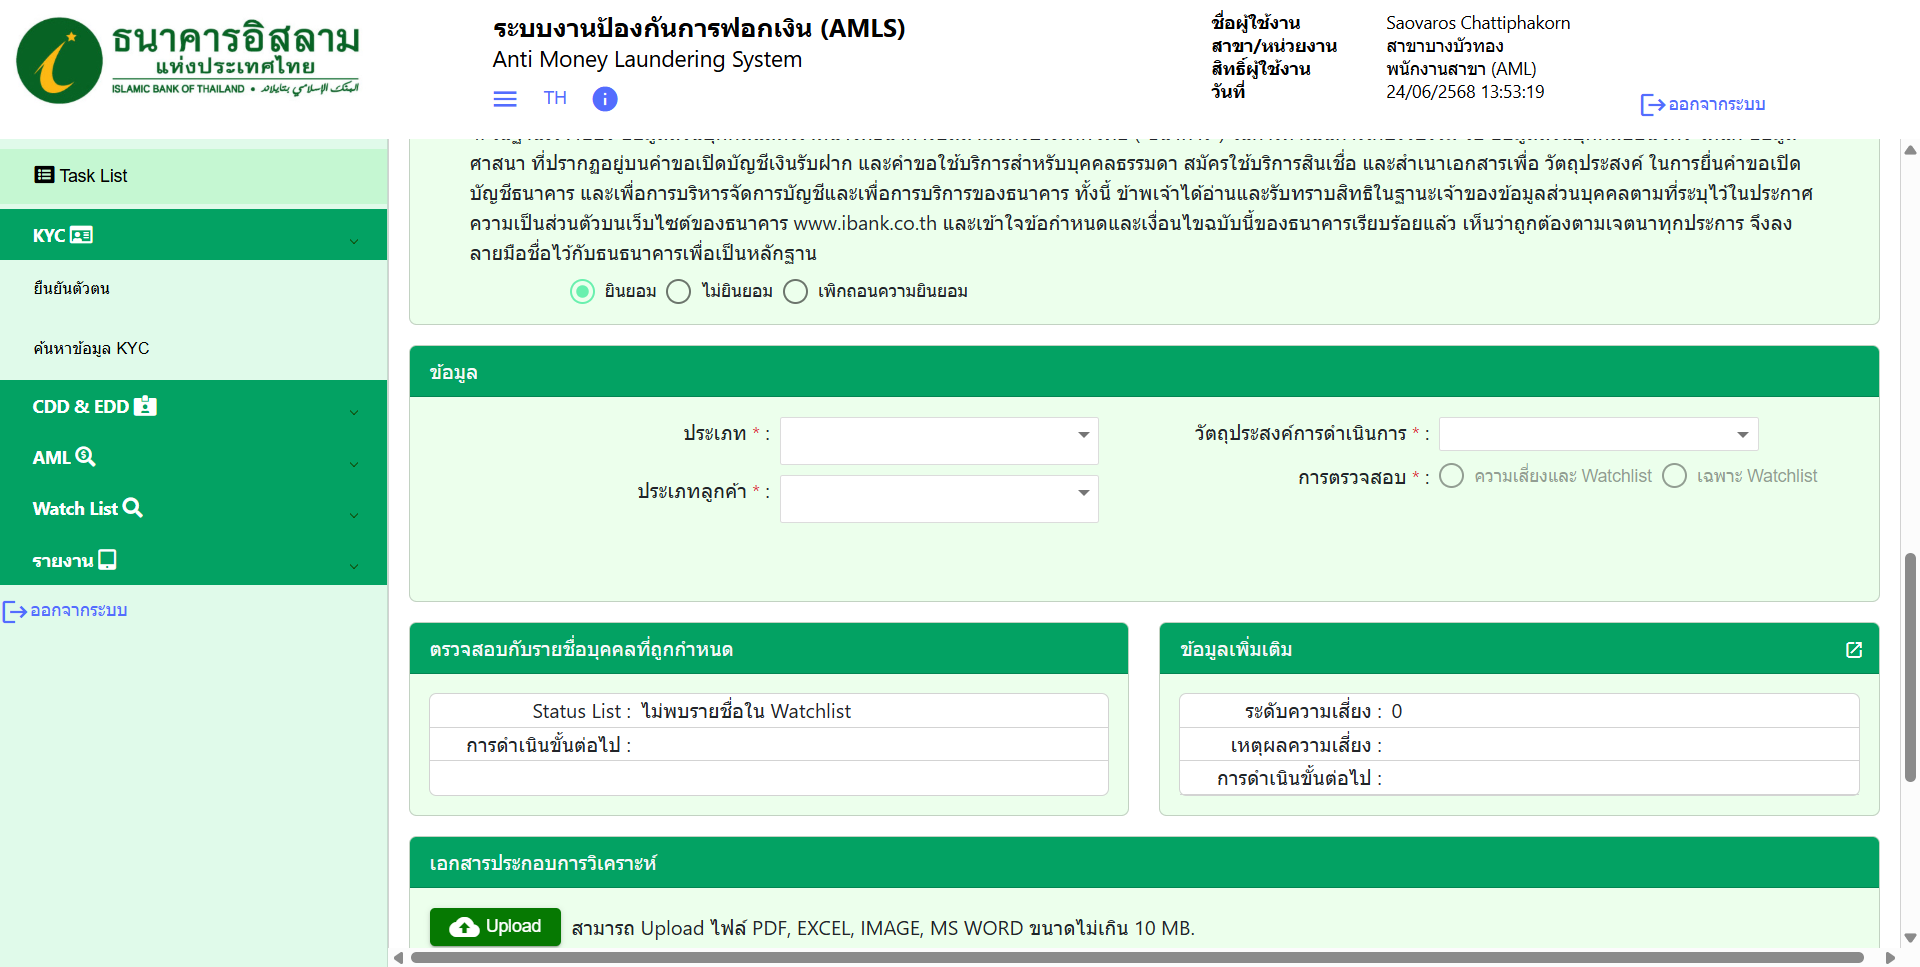 ธนาคารอิสลาม
แห่งประเทศไทย
ISLAMIC BANK OF THAILAND
ระบบงานป้องกันการฟอกเงิน (AMLS)
Anti Money Laundering System
TH
ชื่อผู้ใช้งาน Saovaros Chattiphakorn
สาขา/หน่วยงาน สาขาบางบัวทอง
สิทธิ์ผู้ใช้งาน พนักงานสาขา (AML)
วันที่ 24/06/2568 13:53:19
ออกจากระบบ
Task List
KYC
ยืนยันตัวตน
ค้นหาข้อมูล KYC
CDD & EDD
AML
Watch List
รายงาน
ออกจากระบบ
ศาสนา ที่ปรากฏอยู่บนคำขอเปิดบัญชีเงินรับฝาก และคำขอใช้บริการสำหรับบุคคลธรรมดา สมัครใช้บริการสินเชื่อ และสำเนาเอกสารเพื่อ วัตถุประสงค์ ในการยื่นคำขอเปิด
บัญชีธนาคาร และเพื่อการบริหารจัดการบัญชีและเพื่อการบริการของธนาคาร ทั้งนี้ ข้าพเจ้าได้อ่านและรับทราบสิทธิในฐานะเจ้าของข้อมูลส่วนบุคคลตามที่ระบุไว้ในประกาศ
ความเป็นส่วนตัวบนเว็บไซต์ของธนาคาร www.ibank.co.th และเข้าใจข้อกำหนดและเงื่อนไขฉบับนี้ของธนาคารเรียบร้อยแล้ว เห็นว่าถูกต้องตามเจตนาทุกประการ จึงลง
ลายมือชื่อไว้กับธนธนาคารเพื่อเป็นหลักฐาน
ยินยอม ไม่ยินยอม เพิกถอนความยินยอม
ข้อมูล
ประเภท * : วัตถุประสงค์การดำเนินการ * :
ประเภทลูกค้า * : การตรวจสอบ * : ความเสี่ยงและ Watchlist เฉพาะ Watchlist
ตรวจสอบกับรายชื่อบุคคลที่ถูกกำหนด
Status List : ไม่พบรายชื่อใน Watchlist
การดำเนินขั้นต่อไป :
ข้อมูลเพิ่มเติม
ระดับความเสี่ยง : 0
เหตุผลความเสี่ยง :
การดำเนินขั้นต่อไป :
เอกสารประกอบการวิเคราะห์
Upload สามารถ Upload ไฟล์ PDF, EXCEL, IMAGE, MS WORD ขนาดไม่เกิน 10 MB.